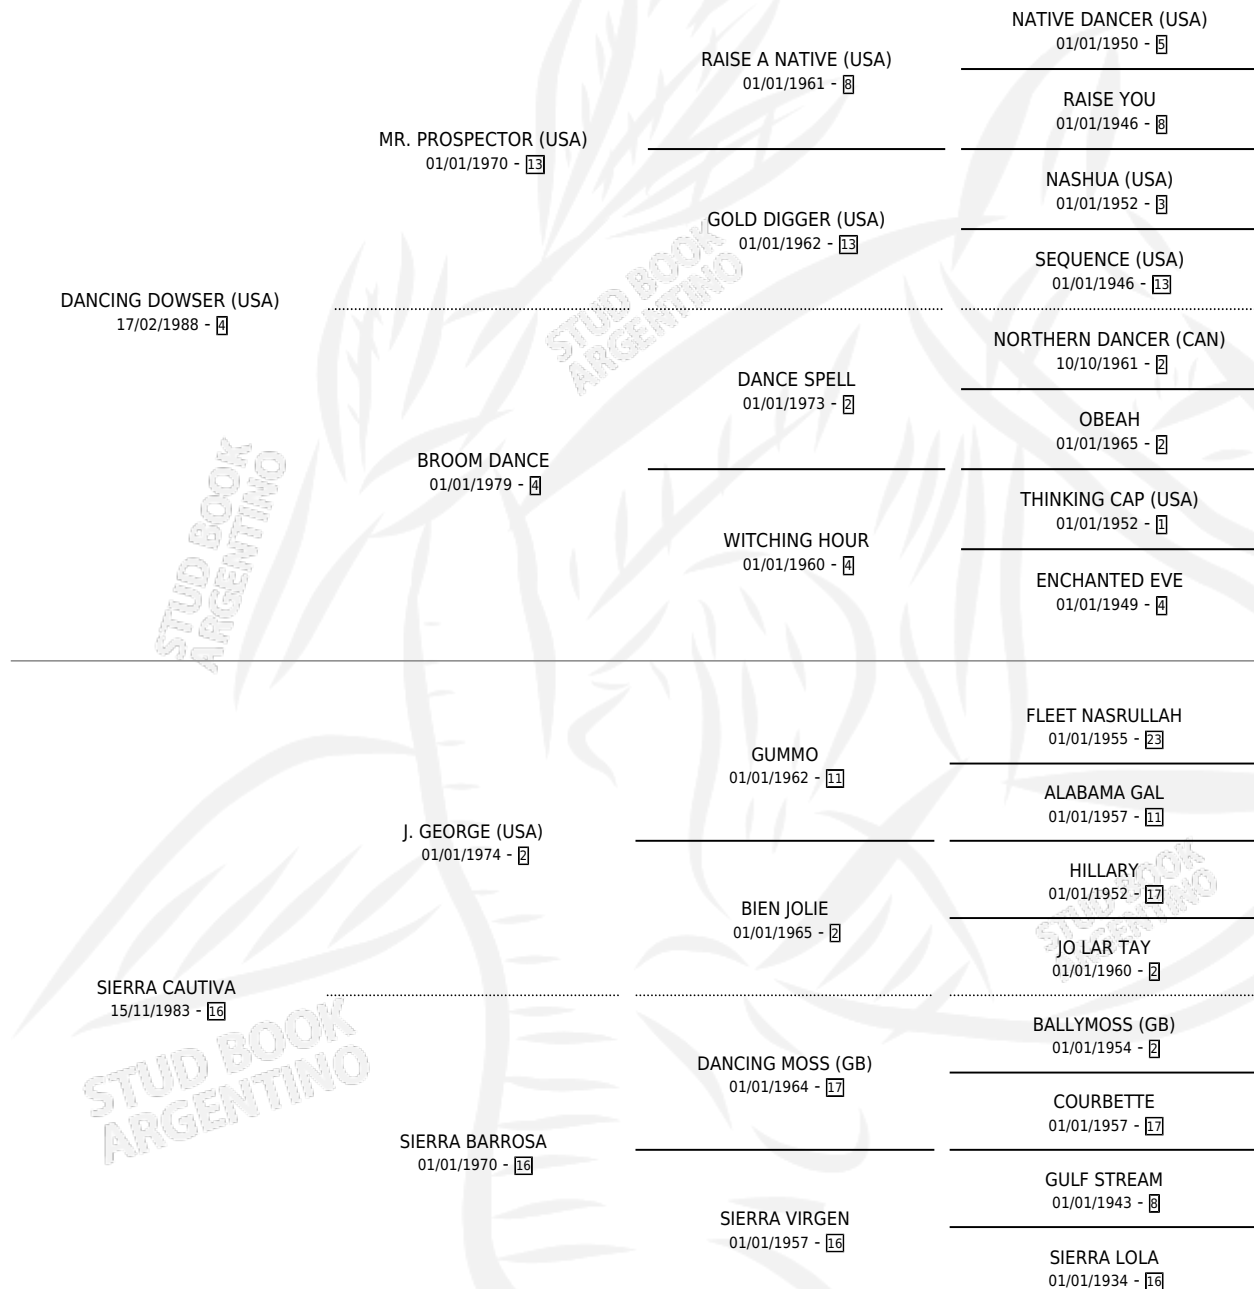 NATIVE DANCER (USA)
01/01/1950 - 5
RAISE A NATIVE (USA)
01/01/1961 - 8
RAISE YOU
01/01/1946 - 8
MR. PROSPECTOR (USA)
01/01/1970 - 13
NASHUA (USA)
01/01/1952 - 3
GOLD DIGGER (USA)
01/01/1962 - 13
SEQUENCE (USA)
01/01/1946 - 13
DANCING DOWSER (USA)
17/02/1988 - 4
NORTHERN DANCER (CAN)
10/10/1961 - 2
DANCE SPELL
01/01/1973 - 2
OBEAH
01/01/1965 - 2
BROOM DANCE
01/01/1979 - 4
THINKING CAP (USA)
01/01/1952 - 1
WITCHING HOUR
01/01/1960 - 4
ENCHANTED EVE
01/01/1949 - 4
FLEET NASRULLAH
01/01/1955 - 23
GUMMO
01/01/1962 - 11
ALABAMA GAL
01/01/1957 - 11
J. GEORGE (USA)
01/01/1974 - 2
HILLARY
01/01/1952 - 17
BIEN JOLIE
01/01/1965 - 2
JO LAR TAY
01/01/1960 - 2
SIERRA CAUTIVA
15/11/1983 - 16
BALLYMOSS (GB)
01/01/1954 - 2
DANCING MOSS (GB)
01/01/1964 - 17
COURBETTE
01/01/1957 - 17
SIERRA BARROSA
01/01/1970 - 16
GULF STREAM
01/01/1943 - 8
SIERRA VIRGEN
01/01/1957 - 16
SIERRA LOLA
01/01/1934 - 16
STUD BOOK
ARGENTINO
STUD BOOK
ARGENTINO
STUD BOOK
ARGENTINO
STUD BOOK
ARGENTINO